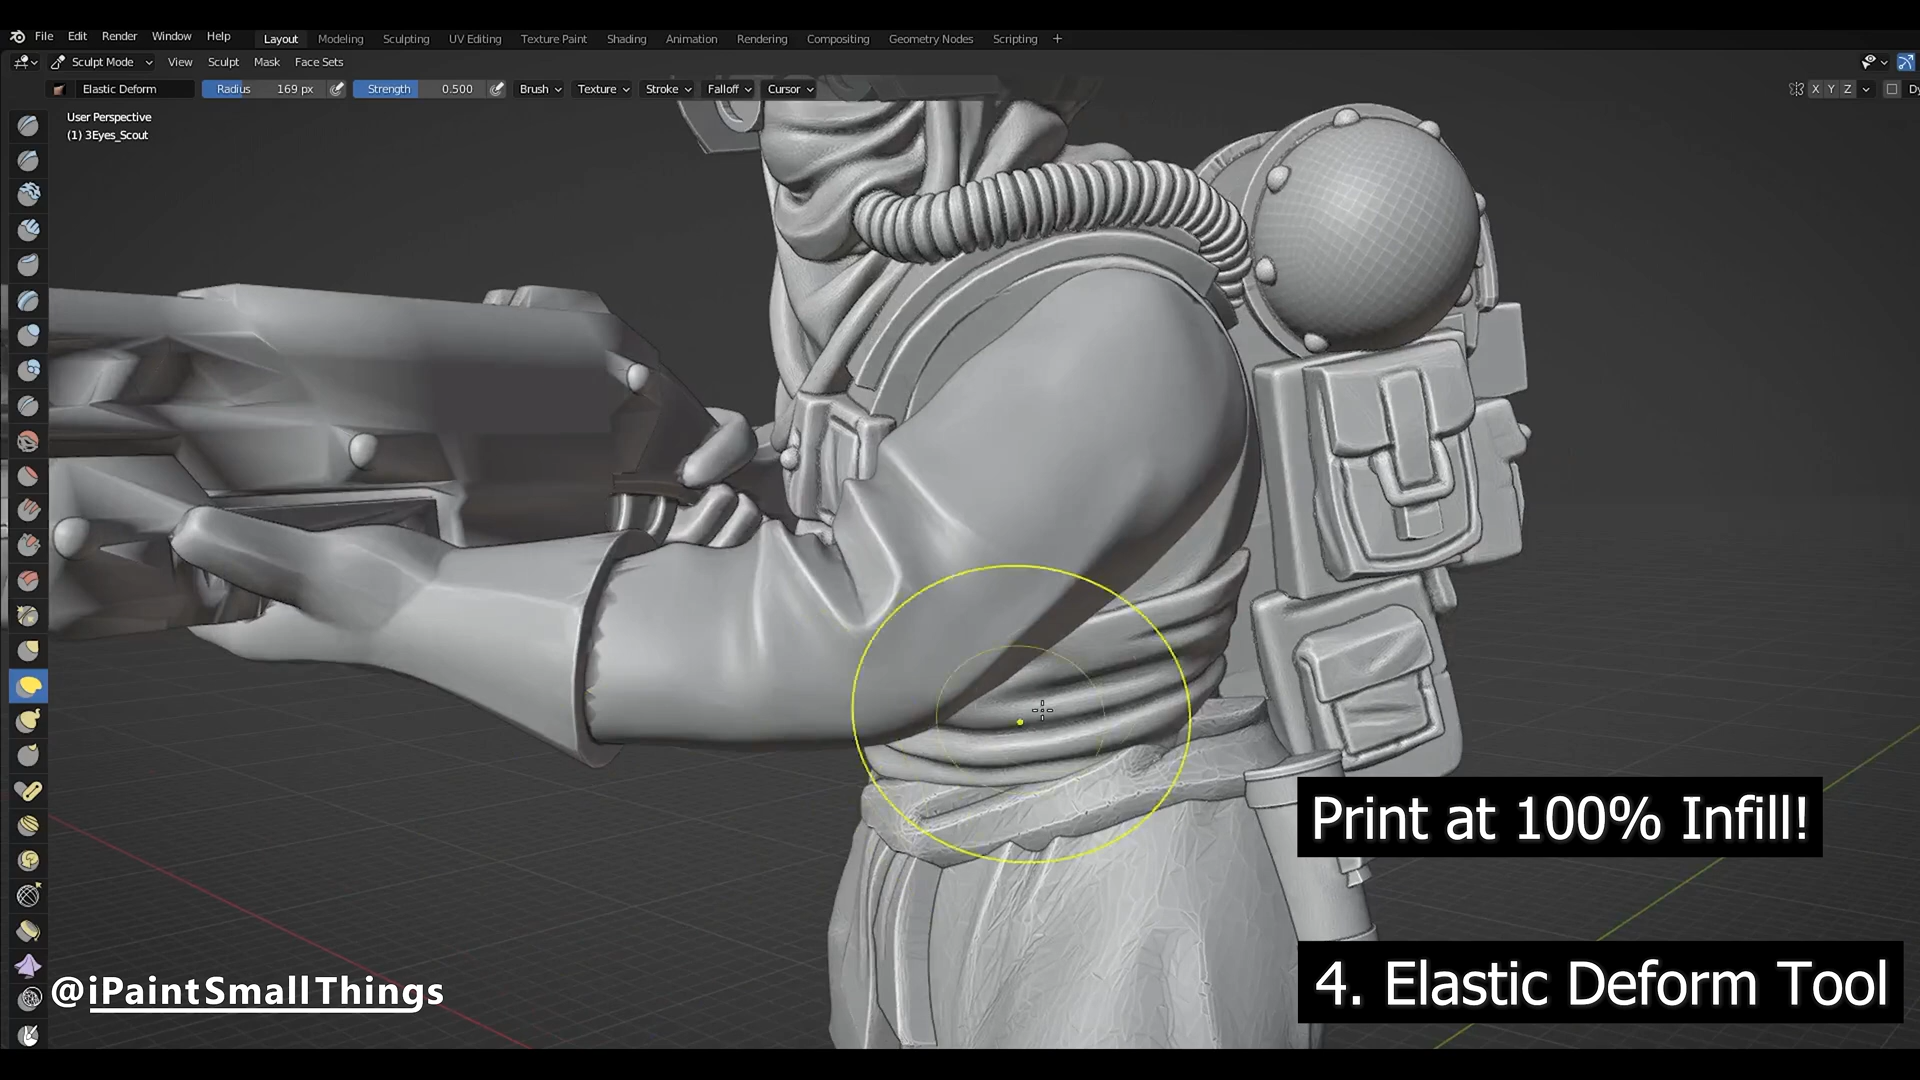 File Edit Render Window Help Layout Modeling Sculpting UV Editing Texture Paint Shading Animation Rendering Compositing Geometry Nodes Scripting +
Sculpt Mode View Sculpt Mask Face Sets
Elastic Deform Radius 169 px Strength 0.500 Brush Texture Stroke Falloff Cursor X Y Z Dy
User Perspective
(1) 3Eyes_Scout
Print at 100% Infill!
4. Elastic Deform Tool
@iPaintSmallThings